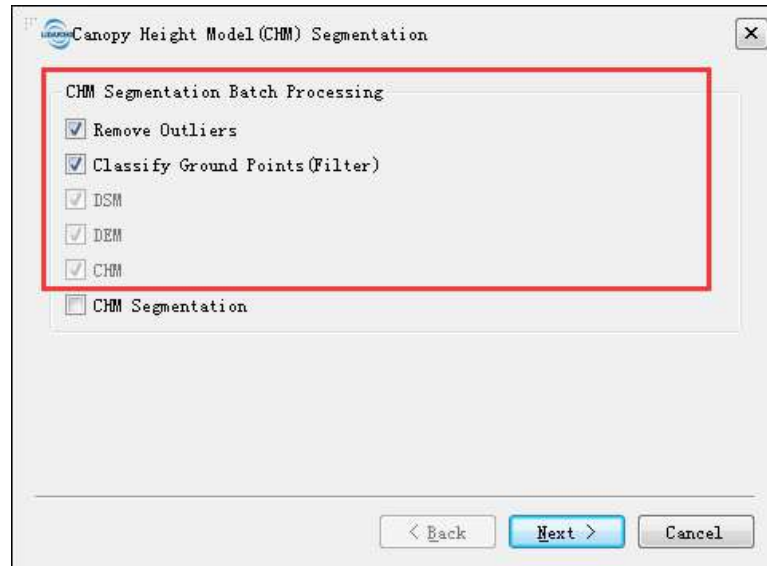 Canopy Height Model(CHM) Segmentation
CHM Segmentation Batch Processing
Remove Outliers
Classify Ground Points(Filter)
DSM
DEM
CHM
CHM Segmentation
< Back
Next >
Cancel